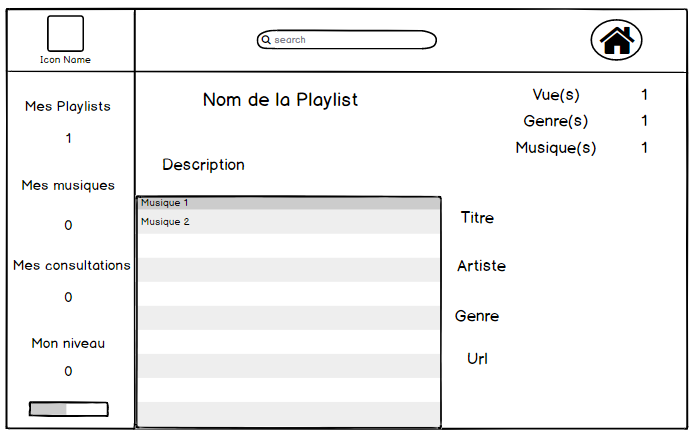 Icon Name
search
Mes Playlists
1
Mes musiques
0
Mes consultations
0
Mon niveau
0
Nom de la Playlist
Description
Vue(s) 1
Genre(s) 1
Musique(s) 1
Musique 1
Musique 2
Titre
Artiste
Genre
Url